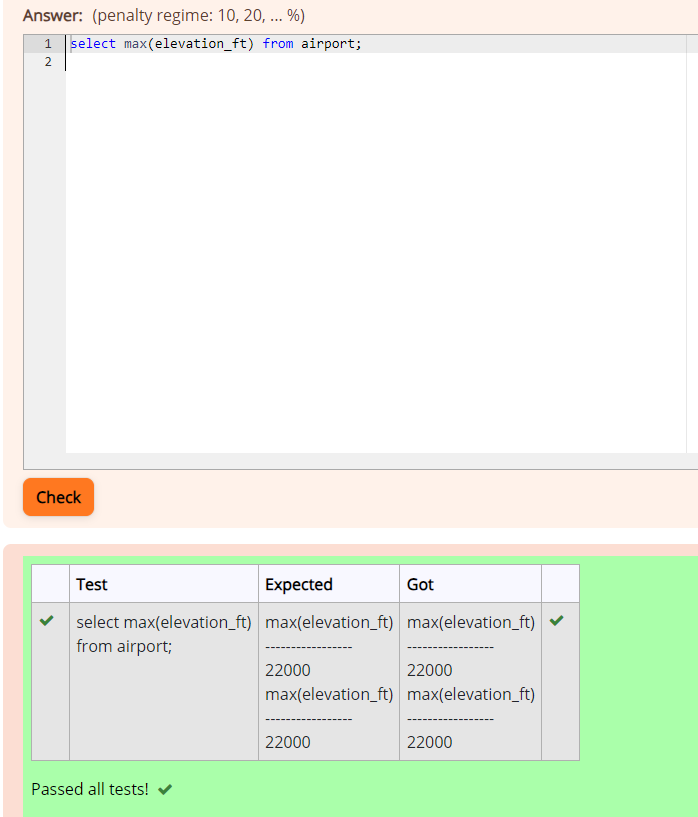 Answer: (penalty regime: 10, 20, ... %)
1 select max(elevation_ft) from airport;
2
Check
Test Expected Got
select max(elevation_ft) max(elevation_ft) max(elevation_ft)
from airport; ----------------- -----------------
22000 22000
max(elevation_ft) max(elevation_ft)
----------------- -----------------
22000 22000
Passed all tests!